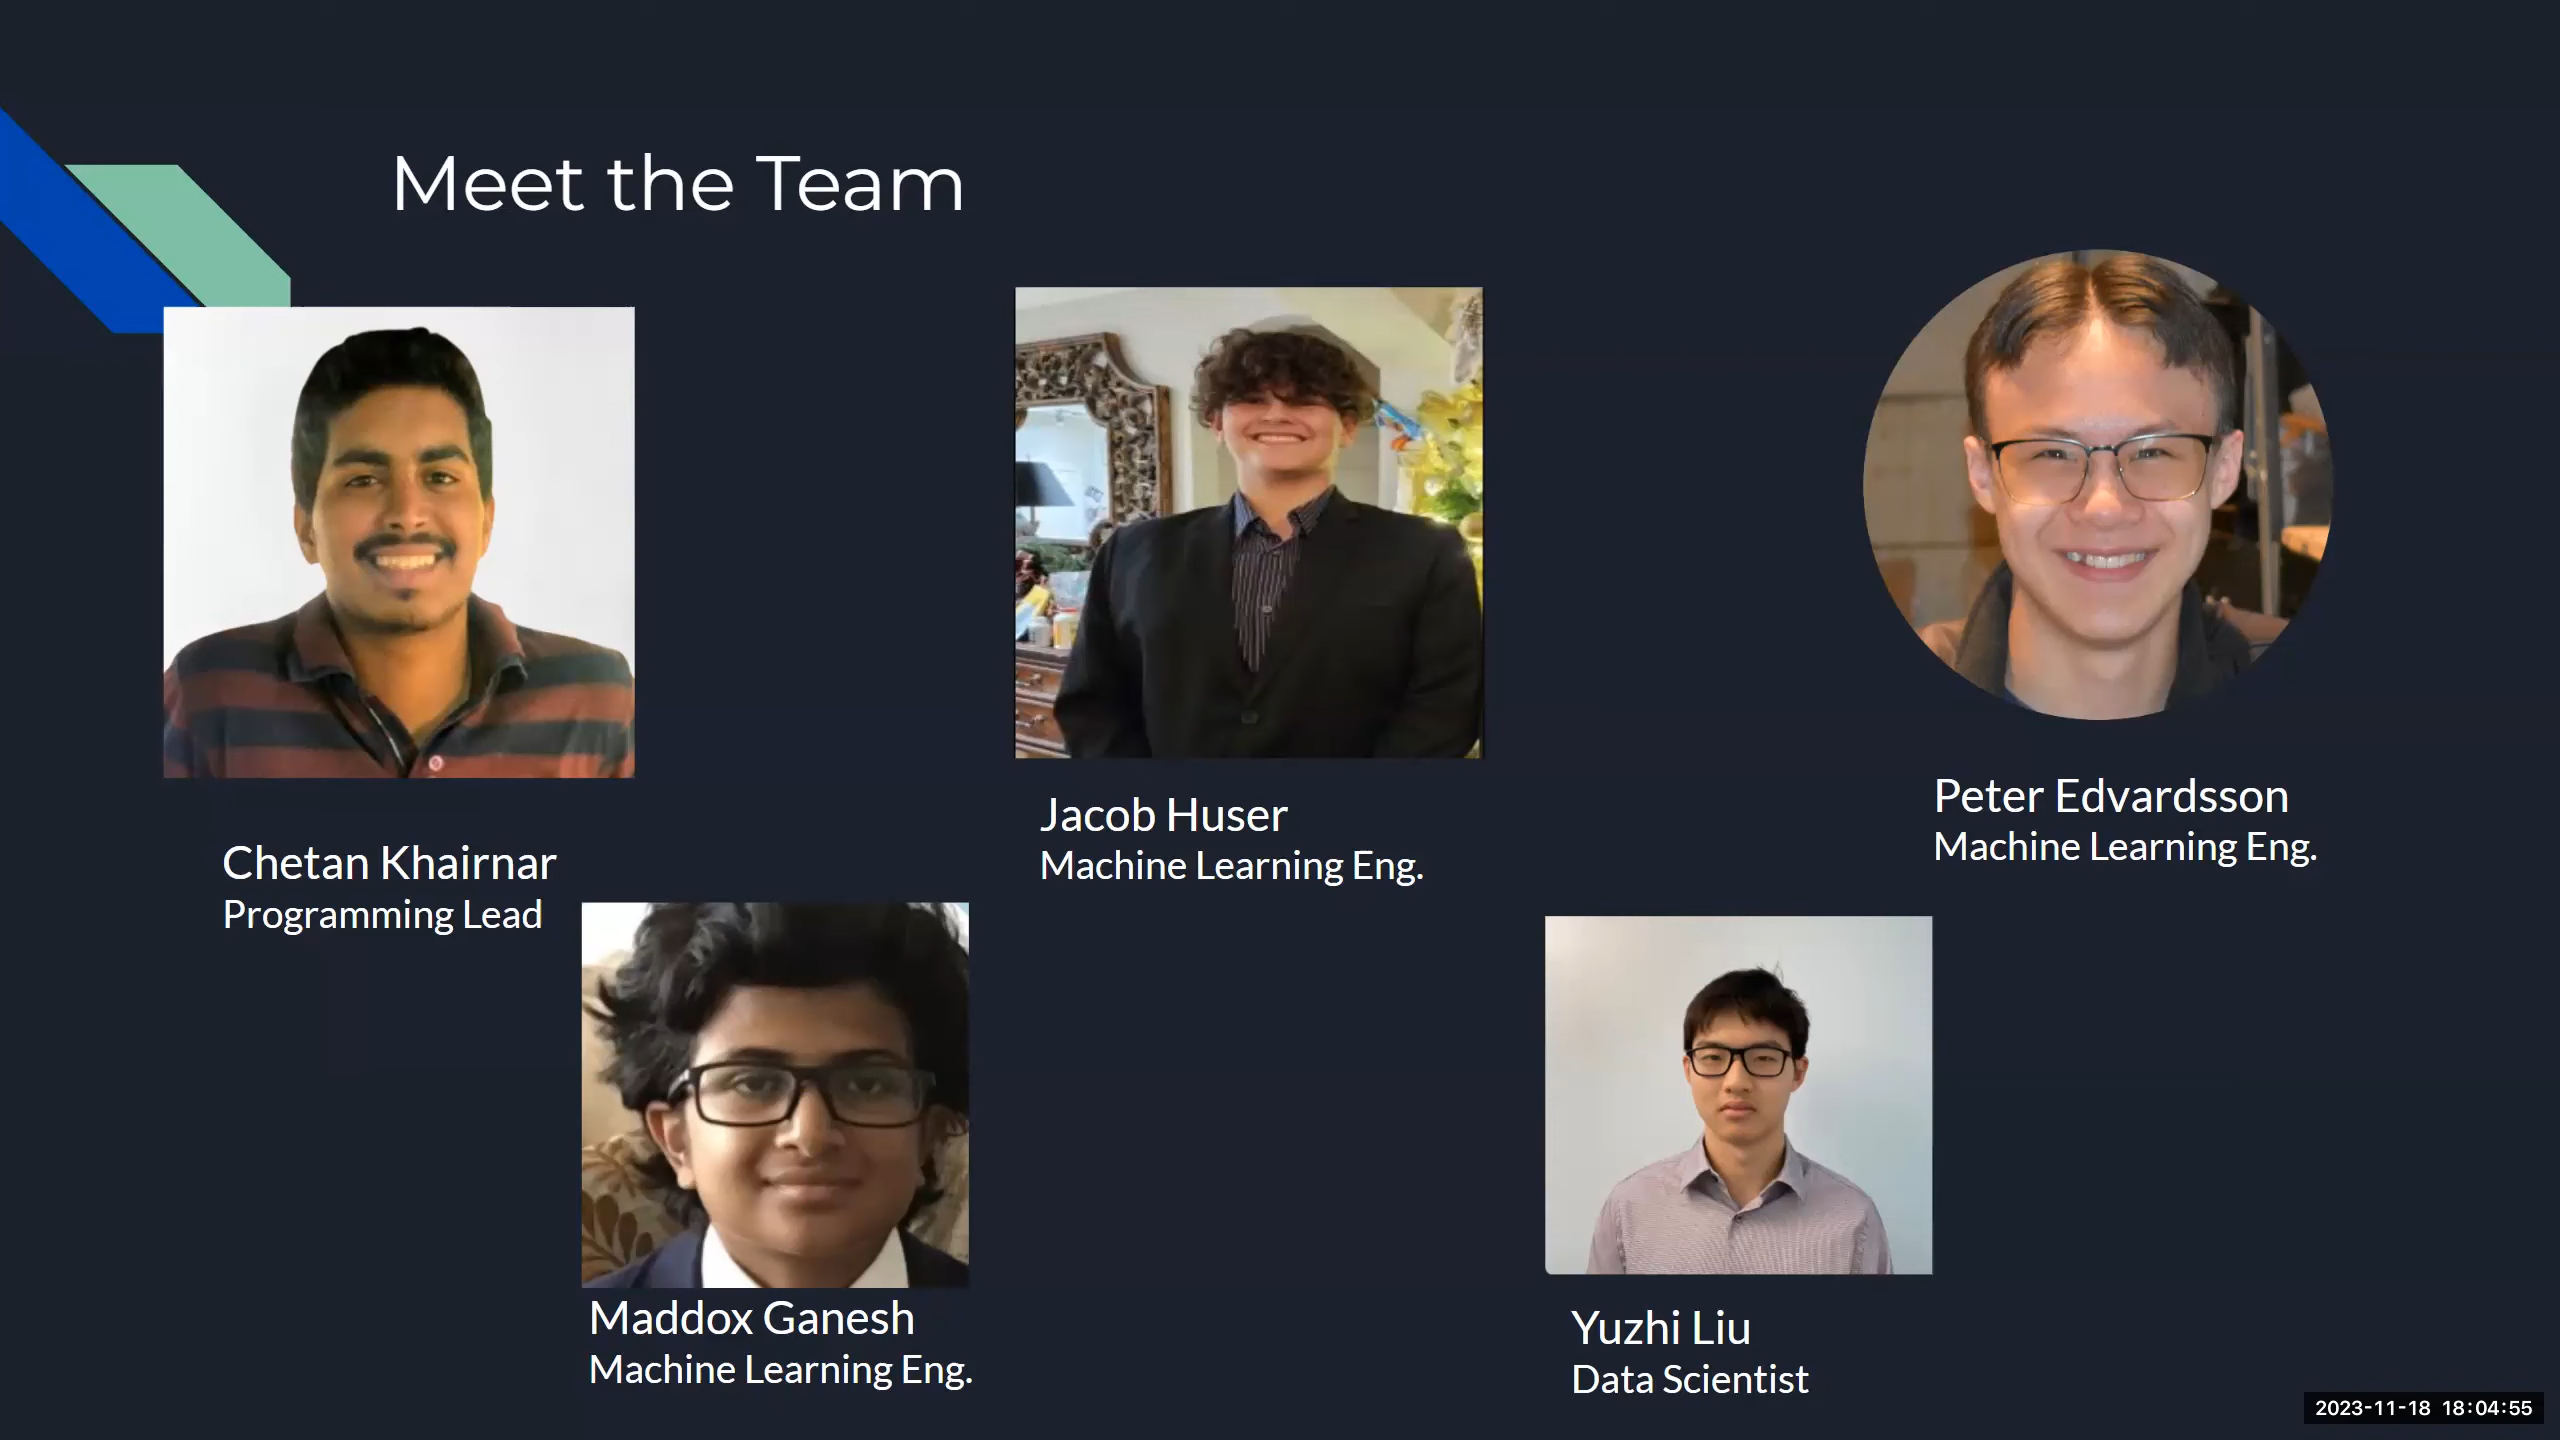 Meet the Team
Chetan Khairnar
Programming Lead
Jacob Huser
Machine Learning Eng.
Peter Edvardsson
Machine Learning Eng.
Maddox Ganesh
Machine Learning Eng.
Yuzhi Liu
Data Scientist
2023-11-18 18:04:55